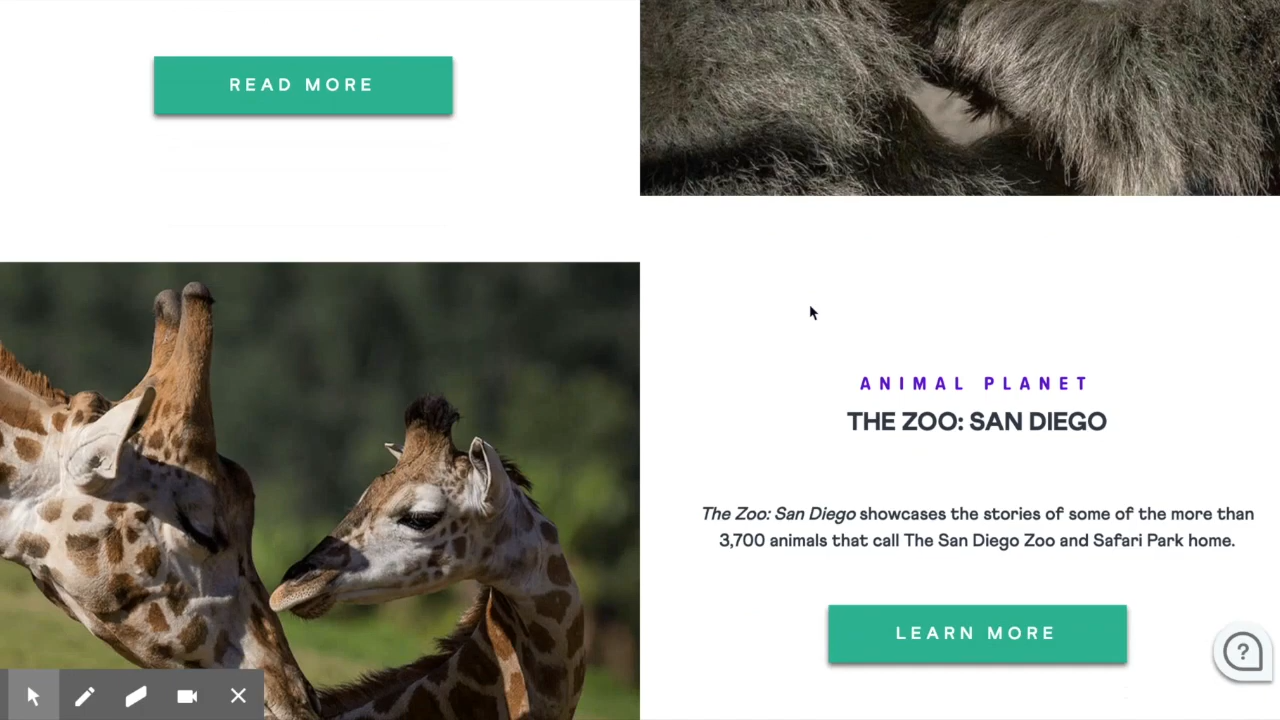 READ MORE
ANIMAL PLANET
THE ZOO: SAN DIEGO
The Zoo: San Diego showcases the stories of some of the more than
3,700 animals that call The San Diego Zoo and Safari Park home.
LEARN MORE
?